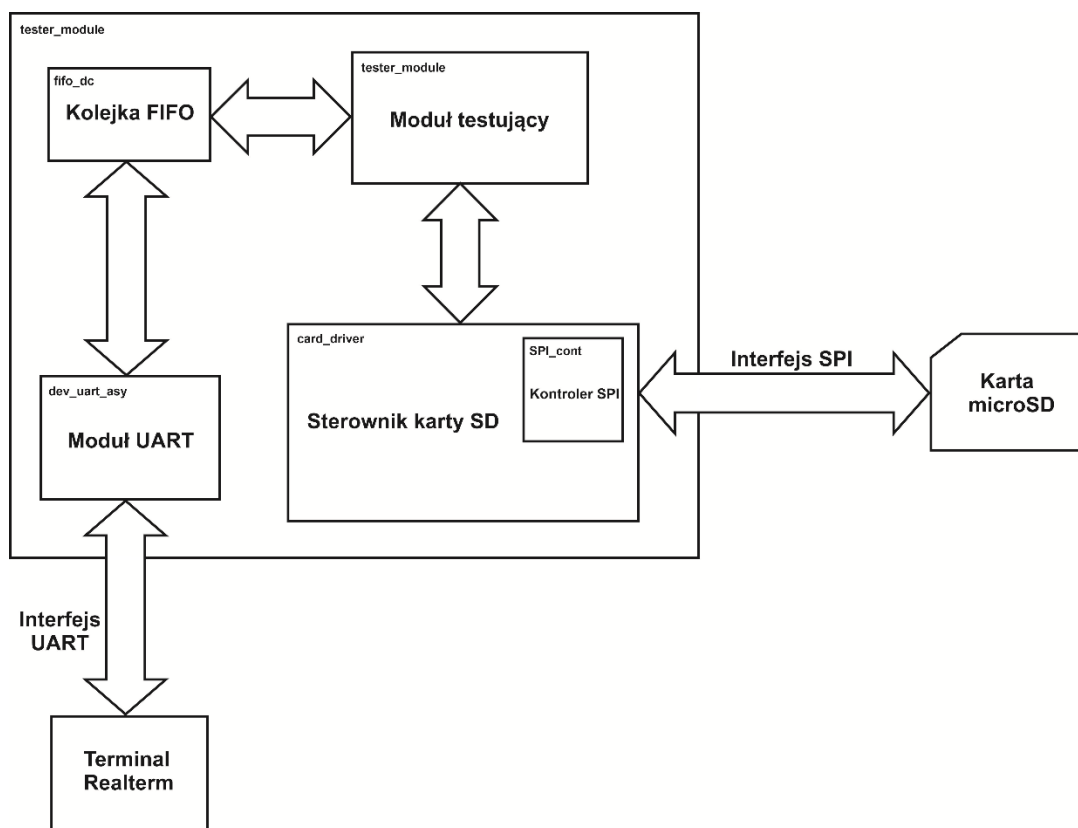 tester_module
fifo_dc
Kolejka FIFO
tester_module
Moduł testujący
card_driver
SPI_cont
Kontroler SPI
Sterownik karty SD
Interfejs SPI
Karta
microSD
dev_uart_asy
Moduł UART
Interfejs
UART
Terminal
Realterm